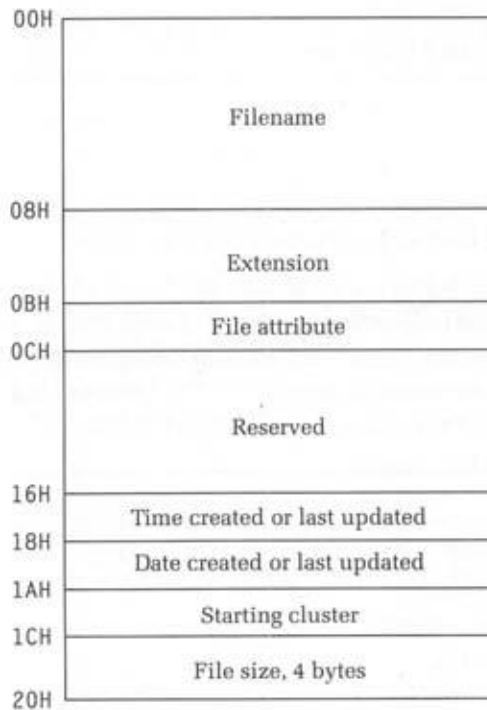 00H
Filename
08H
Extension
0BH
File attribute
0CH
Reserved
16H
Time created or last updated
18H
Date created or last updated
1AH
Starting cluster
1CH
File size, 4 bytes
20H